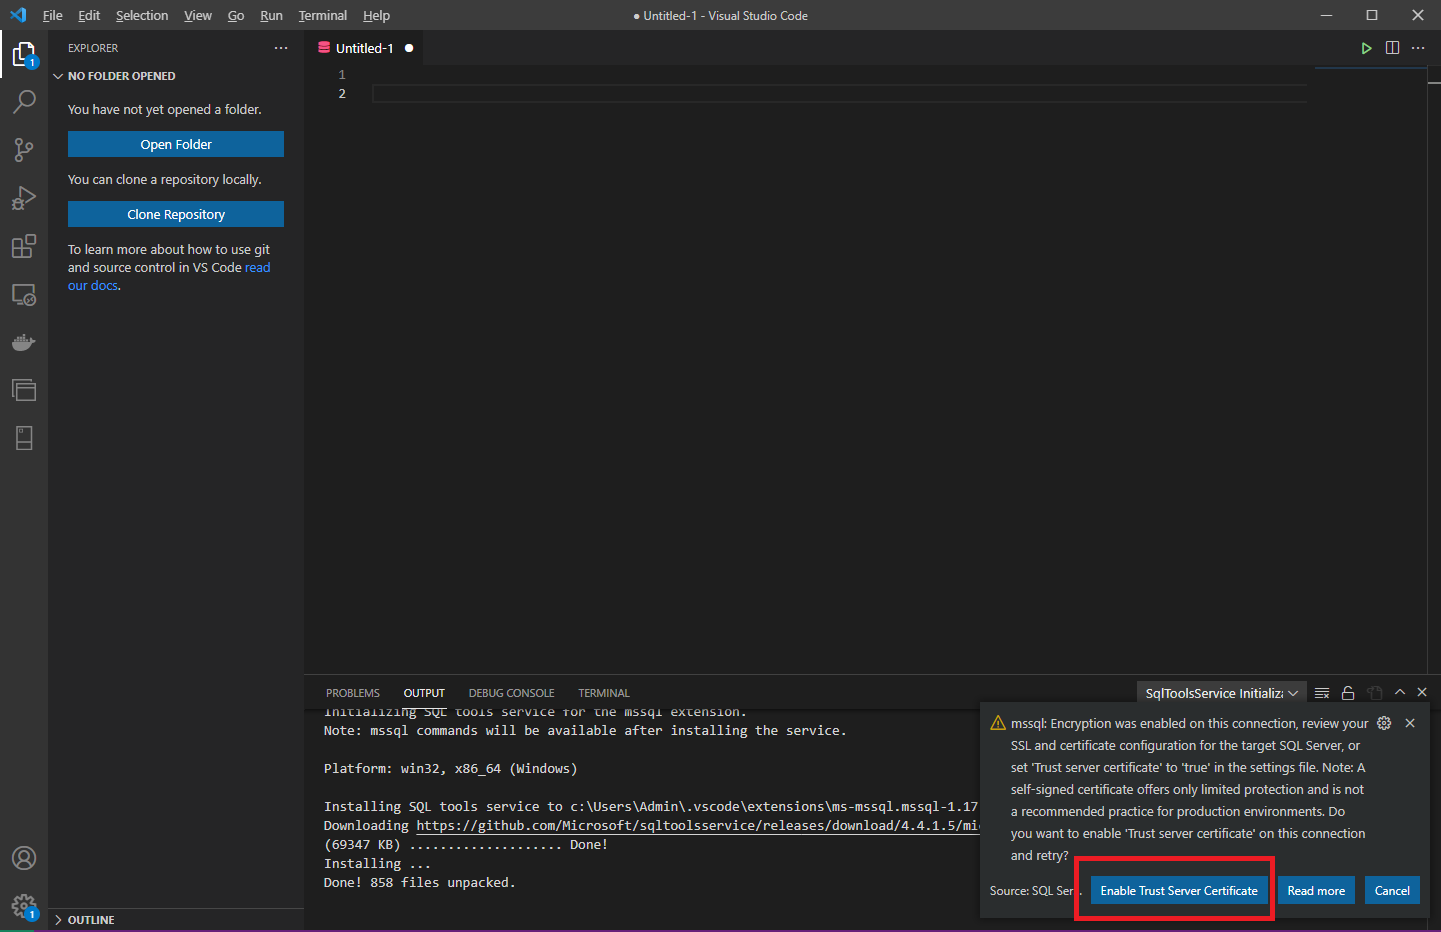 File Edit Selection View Go Run Terminal Help
● Untitled-1 - Visual Studio Code
EXPLORER
NO FOLDER OPENED
You have not yet opened a folder.
Open Folder
You can clone a repository locally.
Clone Repository
To learn more about how to use git
and source control in VS Code read
our docs.
OUTLINE
1
1
Untitled-1
1
2
PROBLEMS OUTPUT DEBUG CONSOLE TERMINAL
SqlToolsService Initializa
Initializing SQL tools service for the mssql extension.
Note: mssql commands will be available after installing the service.
Platform: win32, x86_64 (Windows)
Installing SQL tools service to c:\Users\Admin\.vscode\extensions\ms-mssql.mssql-1.17
Downloading https://github.com/Microsoft/sqltoolsservice/releases/download/4.4.1.5/mi
(69347 KB) .................... Done!
Installing ...
Done! 858 files unpacked.
mssql: Encryption was enabled on this connection, review your
SSL and certificate configuration for the target SQL Server, or
set 'Trust server certificate' to 'true' in the settings file. Note: A
self-signed certificate offers only limited protection and is not
a recommended practice for production environments. Do
you want to enable 'Trust server certificate' on this connection
and retry?
Source: SQL Ser
Enable Trust Server Certificate
Read more
Cancel